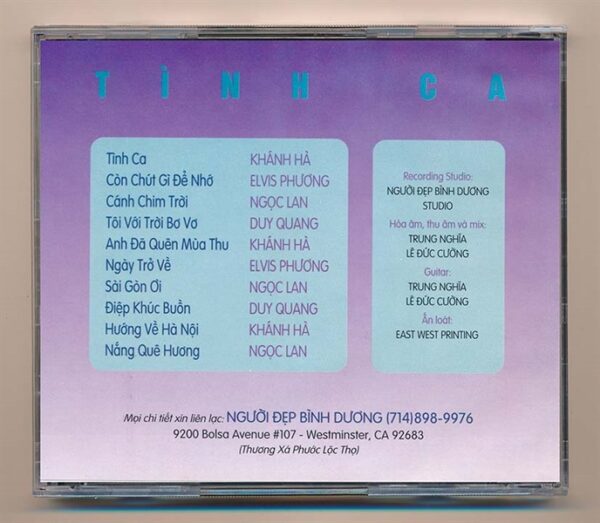 TÌNH CA
Tình Ca KHÁNH HÀ
Còn Chút Gì Để Nhớ ELVIS PHƯƠNG
Cánh Chim Trời NGỌC LAN
Tôi Với Trời Bơ Vơ DUY QUANG
Anh Đã Quên Mùa Thu KHÁNH HÀ
Ngày Trở Về ELVIS PHƯƠNG
Sài Gòn Ơi NGỌC LAN
Điệp Khúc Buồn DUY QUANG
Hướng Về Hà Nội KHÁNH HÀ
Nắng Quê Hương NGỌC LAN
Recording Studio:
NGƯỜI ĐẸP BÌNH DƯƠNG
STUDIO
Hòa âm, thu âm và mix:
TRUNG NGHĨA
LÊ ĐỨC CƯỜNG
Guitar:
TRUNG NGHĨA
LÊ ĐỨC CƯỜNG
Ấn loát:
EAST WEST PRINTING
Mọi chi tiết xin liên lạc: NGƯỜI ĐẸP BÌNH DƯƠNG (714)898-9976
9200 Bolsa Avenue #107 - Westminster, CA 92683
(Thương Xá Phước Lộc Thọ)